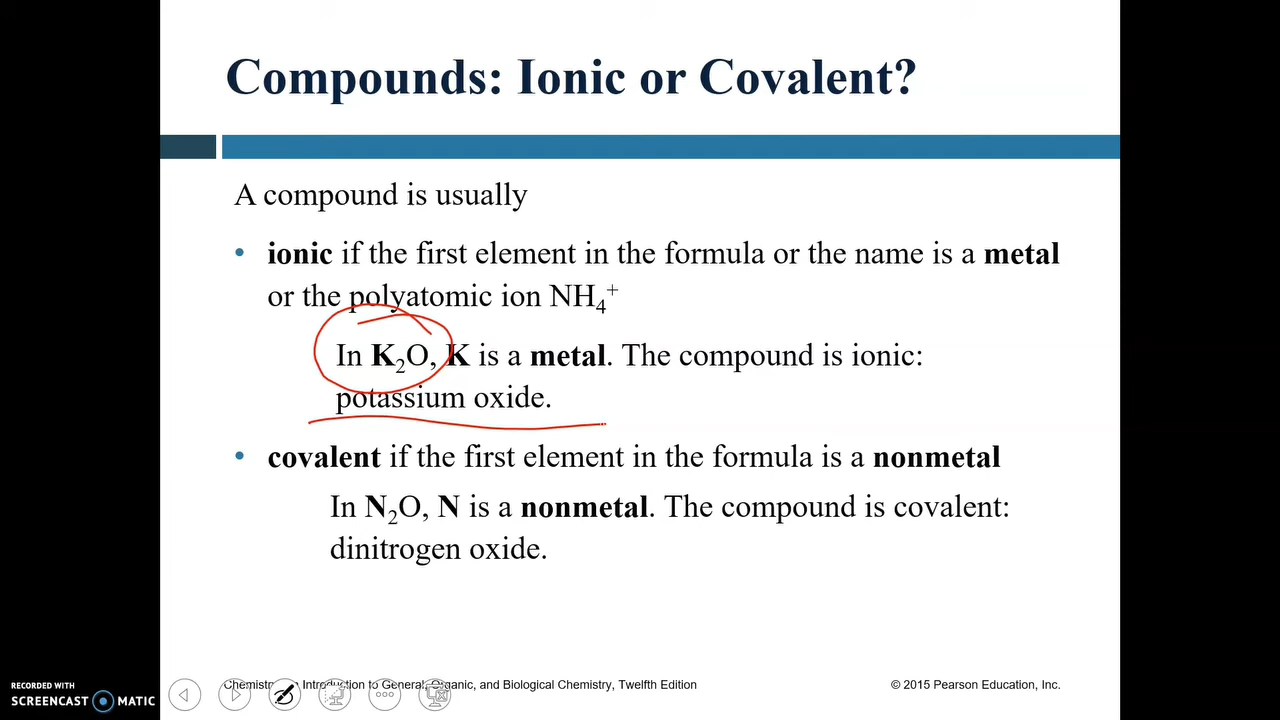 Compounds: Ionic or Covalent?
A compound is usually
• ionic if the first element in the formula or the name is a metal
or the polyatomic ion NH₄⁺
In K₂O, K is a metal. The compound is ionic:
potassium oxide.
• covalent if the first element in the formula is a nonmetal
In N₂O, N is a nonmetal. The compound is covalent:
dinitrogen oxide.
RECORDED WITH
SCREENCAST MATIC
Chemistry: Introduction to General, Organic, and Biological Chemistry, Twelfth Edition
© 2015 Pearson Education, Inc.